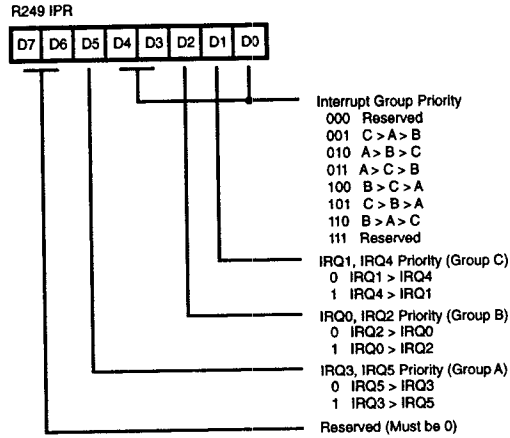 R249 IPR
D7 D6 D5 D4 D3 D2 D1 D0
Interrupt Group Priority
000 Reserved
001 C > A > B
010 A > B > C
011 A > C > B
100 B > C > A
101 C > B > A
110 B > A > C
111 Reserved
IRQ1, IRQ4 Priority (Group C)
0 IRQ1 > IRQ4
1 IRQ4 > IRQ1
IRQ0, IRQ2 Priority (Group B)
0 IRQ2 > IRQ0
1 IRQ0 > IRQ2
IRQ3, IRQ5 Priority (Group A)
0 IRQ5 > IRQ3
1 IRQ3 > IRQ5
Reserved (Must be 0)